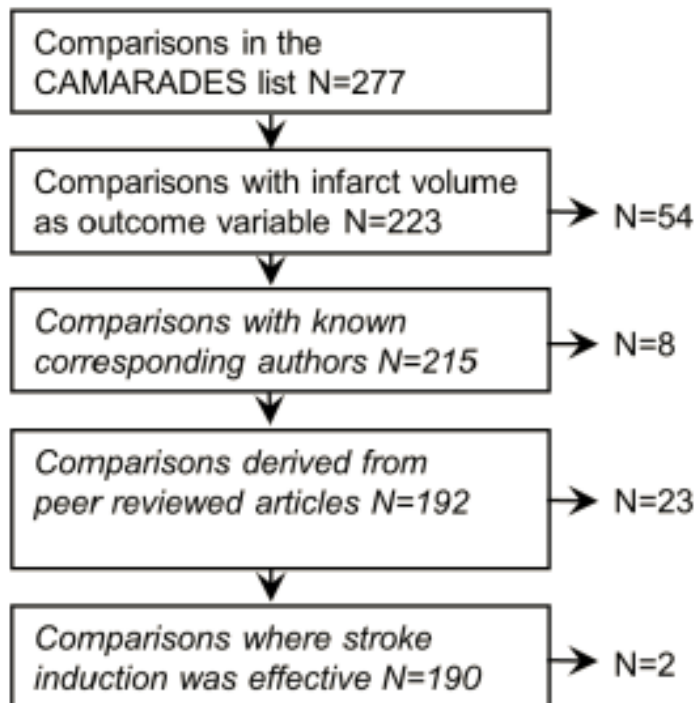 Comparisons in the
CAMARADES list N=277
Comparisons with infarct volume
as outcome variable N=223
N=54
Comparisons with known
corresponding authors N=215
N=8
Comparisons derived from
peer reviewed articles N=192
N=23
Comparisons where stroke
induction was effective N=190
N=2